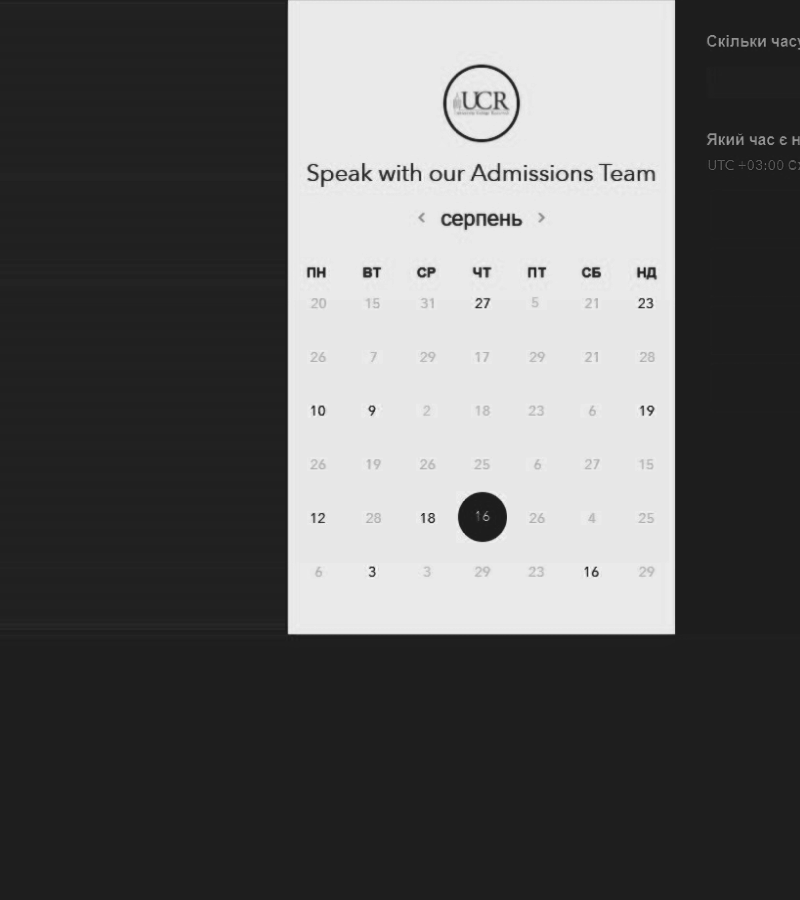 UCR
Speak with our Admissions Team
< серпень >
ПН ВТ СР ЧТ ПТ СБ НД
20 15 31 27 5 21 23
26 7 29 17 29 21 28
10 9 2 18 23 6 19
26 19 26 25 6 27 15
12 28 18 16 26 4 25
6 3 3 29 23 16 29
Скільки часу
Який час є н
UTC +03:00